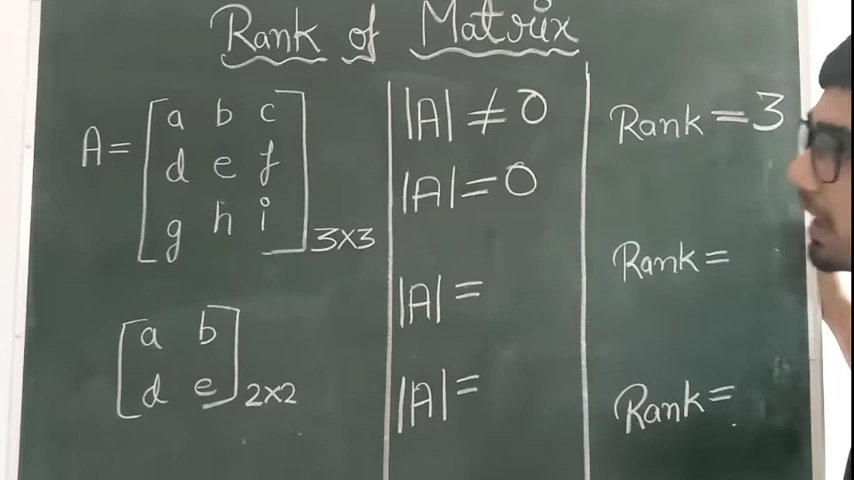 Rank of Matrix
A = [a b c
d e f
g h i] 3×3
[a b
d e] 2×2
|A| ≠ 0
|A| = 0
|A| =
|A| =
Rank = 3
Rank =
Rank =